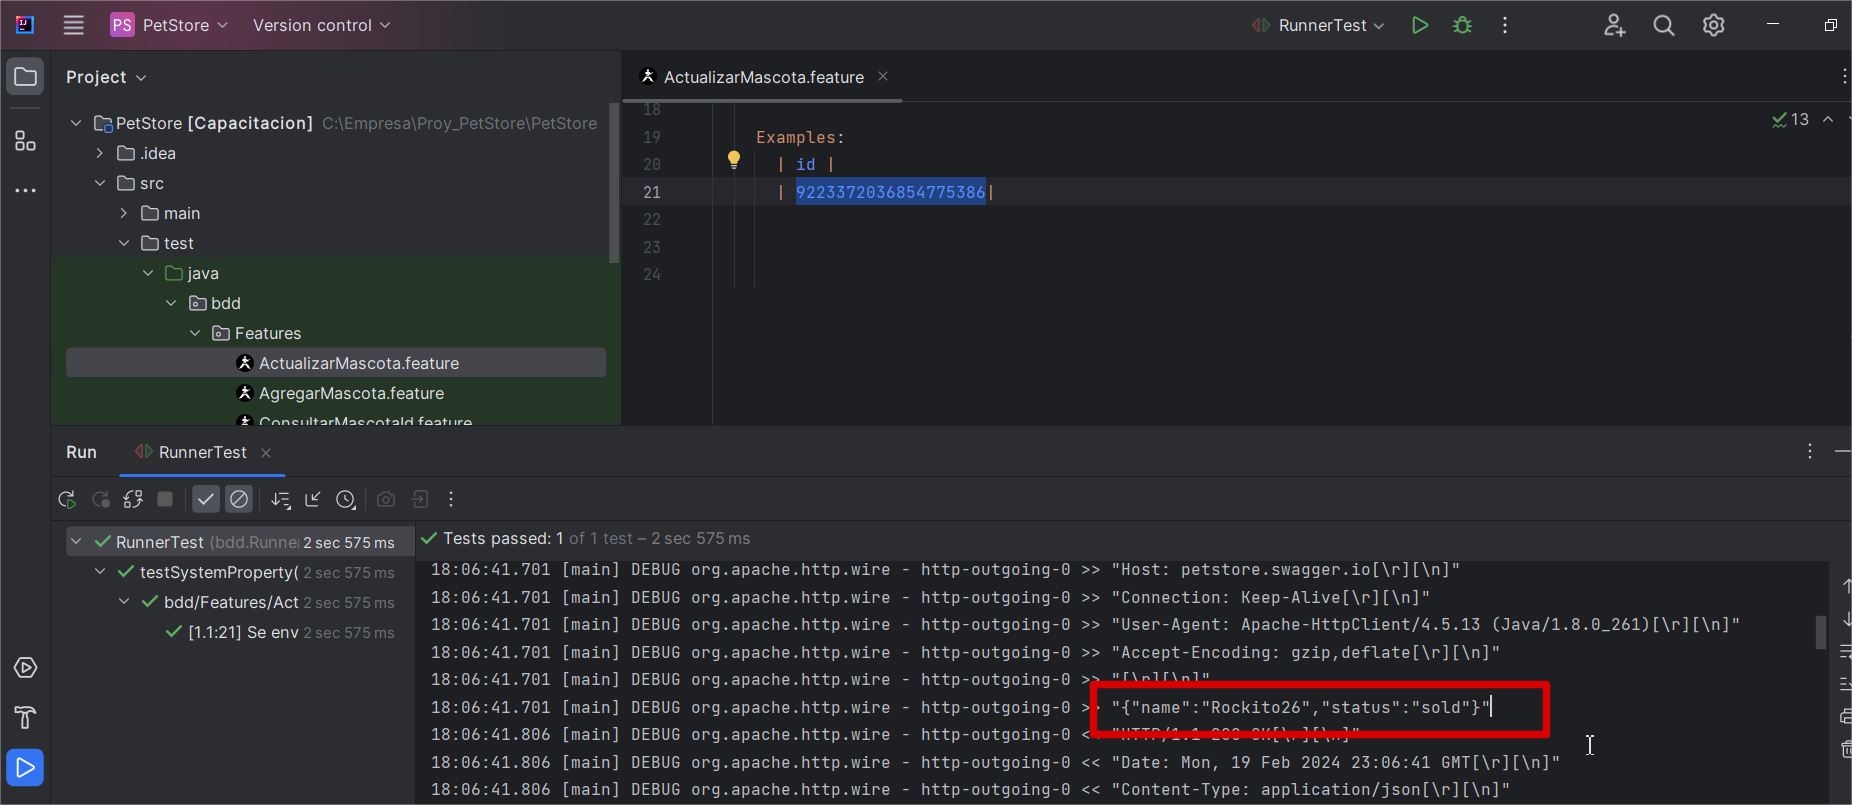 PS PetStore Version control RunnerTest
Project
ActualizarMascota.feature
PetStore [Capacitacion] C:\Empresa\Proy_PetStore\PetStore
.idea
src
main
test
java
bdd
Features
ActualizarMascota.feature
AgregarMascota.feature
ConsultarMascotaId.feature
18
19 Examples:
20 | id |
21 | 9223372036854775386|
22
23
24
13
Run RunnerTest
RunnerTest (bdd.Runne 2 sec 575 ms
testSystemProperty( 2 sec 575 ms
bdd/Features/Act 2 sec 575 ms
[1.1:21] Se env 2 sec 575 ms
Tests passed: 1 of 1 test – 2 sec 575 ms
18:06:41.701 [main] DEBUG org.apache.http.wire - http-outgoing-0 >> "Host: petstore.swagger.io[\r][\n]"
18:06:41.701 [main] DEBUG org.apache.http.wire - http-outgoing-0 >> "Connection: Keep-Alive[\r][\n]"
18:06:41.701 [main] DEBUG org.apache.http.wire - http-outgoing-0 >> "User-Agent: Apache-HttpClient/4.5.13 (Java/1.8.0_261)[\r][\n]"
18:06:41.701 [main] DEBUG org.apache.http.wire - http-outgoing-0 >> "Accept-Encoding: gzip,deflate[\r][\n]"
18:06:41.701 [main] DEBUG org.apache.http.wire - http-outgoing-0 >> "[\r][\n]"
18:06:41.701 [main] DEBUG org.apache.http.wire - http-outgoing-0 >> "{"name":"Rockito26","status":"sold"}"
18:06:41.806 [main] DEBUG org.apache.http.wire - http-outgoing-0 << "HTTP/1.1 200 OK[\r][\n]"
18:06:41.806 [main] DEBUG org.apache.http.wire - http-outgoing-0 << "Date: Mon, 19 Feb 2024 23:06:41 GMT[\r][\n]"
18:06:41.806 [main] DEBUG org.apache.http.wire - http-outgoing-0 << "Content-Type: application/json[\r][\n]"